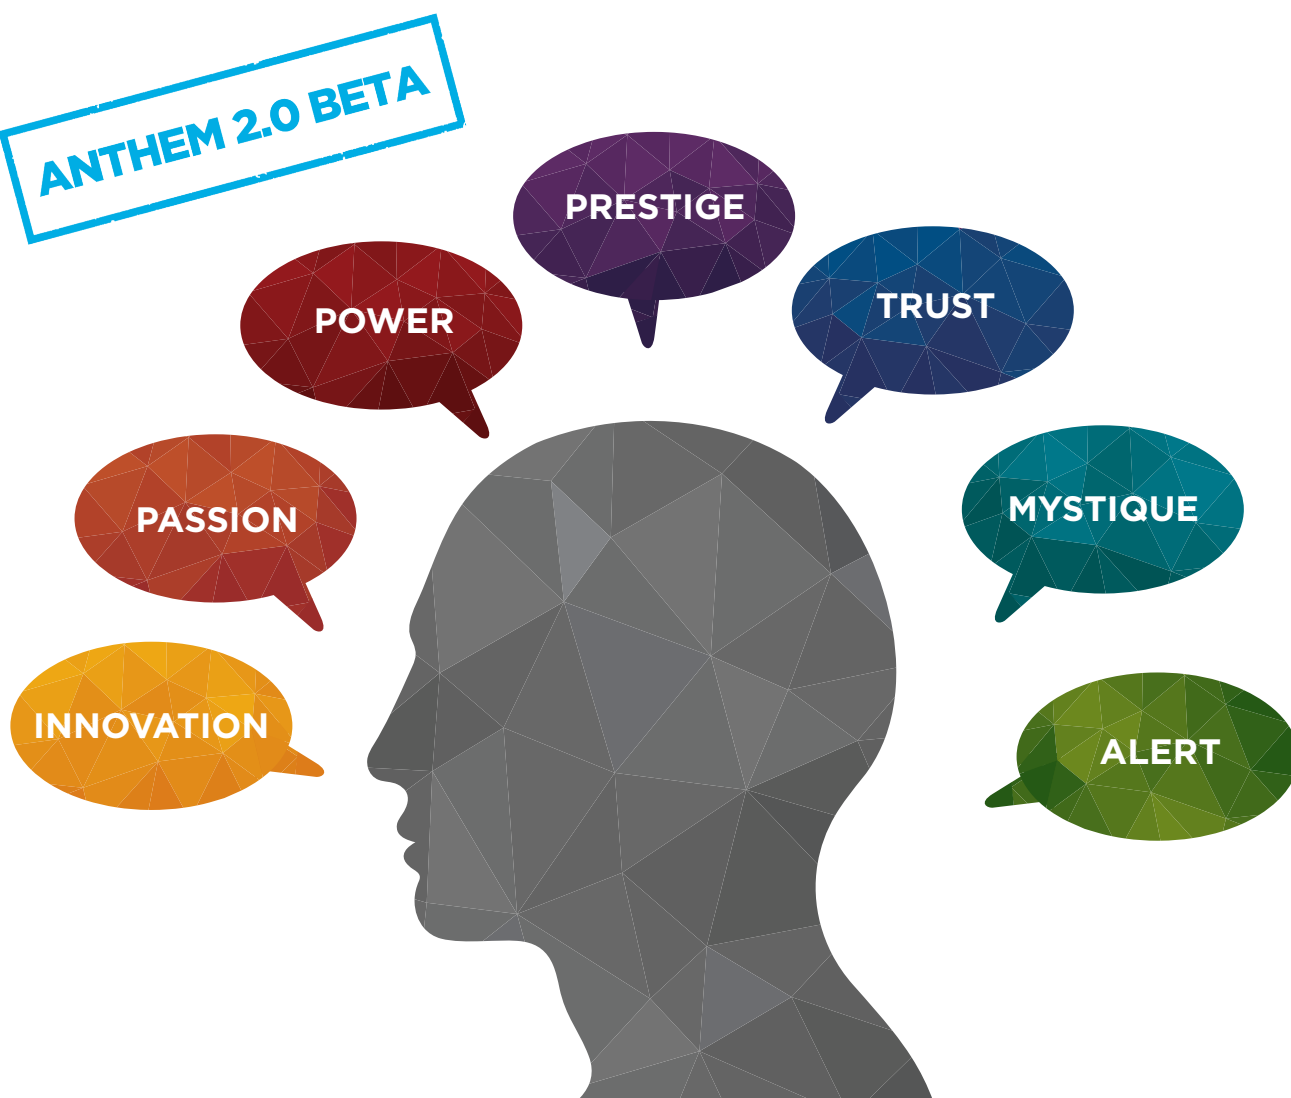 ANTHEM 2.0 BETA
PRESTIGE
POWER
TRUST
PASSION
MYSTIQUE
INNOVATION
ALERT